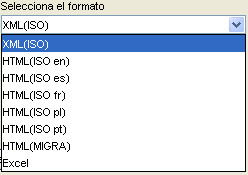 Selecciona el formato
XML(ISO)
XML(ISO)
HTML(ISO en)
HTML(ISO es)
HTML(ISO fr)
HTML(ISO pl)
HTML(ISO pt)
HTML(MIGRA)
Excel